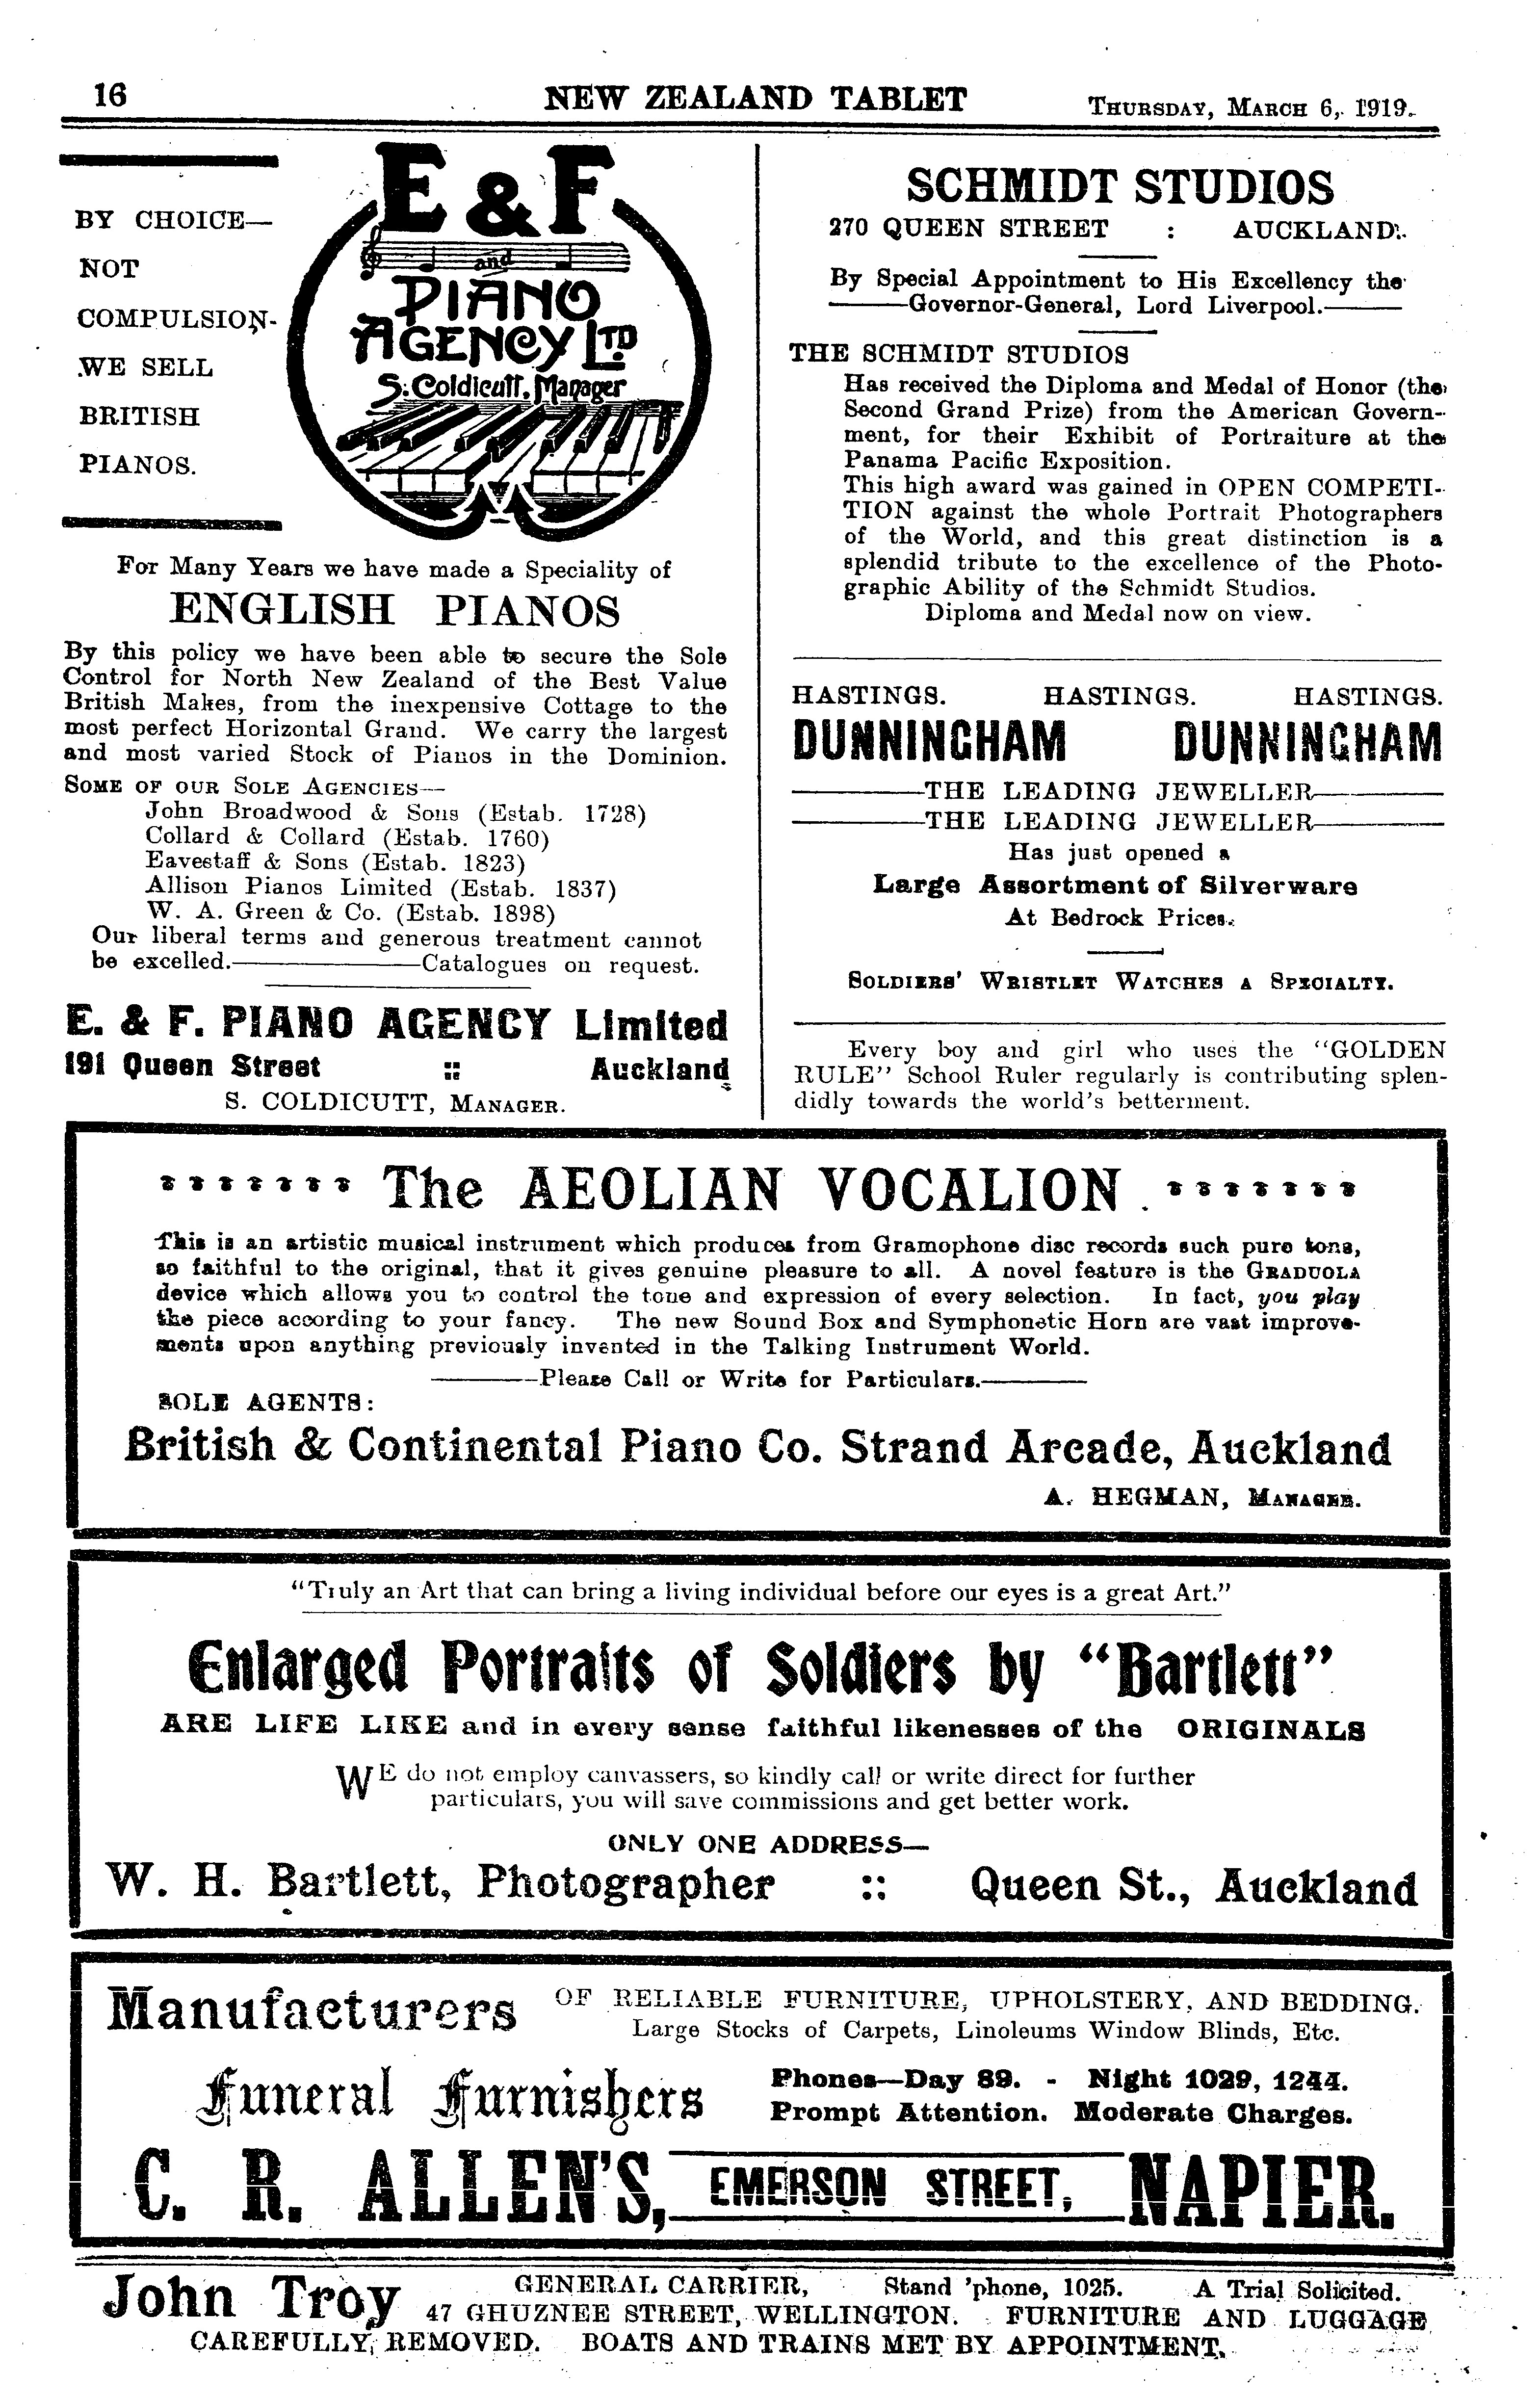 16
NEW ZEALAND TABLET
THURSDAY, MARCH 6, 1919.
BY CHOICE—
NOT
COMPULSION-
WE SELL
BRITISH
PIANOS.
E & F
and
PIANO
AGENCY LTD
S. Coldicutt, Manager
For Many Years we have made a Speciality of
ENGLISH PIANOS
By this policy we have been able to secure the Sole
Control for North New Zealand of the Best Value
British Makes, from the inexpensive Cottage to the
most perfect Horizontal Grand. We carry the largest
and most varied Stock of Pianos in the Dominion.
SOME OF OUR SOLE AGENCIES—
John Broadwood & Sons (Estab. 1728)
Collard & Collard (Estab. 1760)
Eavestaff & Sons (Estab. 1823)
Allison Pianos Limited (Estab. 1837)
W. A. Green & Co. (Estab. 1898)
Our liberal terms and generous treatment cannot
be excelled.————Catalogues on request.
E. & F. PIANO AGENCY Limited
191 Queen Street :: Auckland
S. COLDICUTT, MANAGER.
SCHMIDT STUDIOS
270 QUEEN STREET : AUCKLAND.
By Special Appointment to His Excellency the
——Governor-General, Lord Liverpool.——
THE SCHMIDT STUDIOS
Has received the Diploma and Medal of Honor (the
Second Grand Prize) from the American Govern-
ment, for their Exhibit of Portraiture at the
Panama Pacific Exposition.
This high award was gained in OPEN COMPETI-
TION against the whole Portrait Photographers
of the World, and this great distinction is a
splendid tribute to the excellence of the Photo-
graphic Ability of the Schmidt Studios.
Diploma and Medal now on view.
HASTINGS. HASTINGS. HASTINGS.
DUNNINGHAM DUNNINGHAM
———THE LEADING JEWELLER———
———THE LEADING JEWELLER———
Has just opened a
Large Assortment of Silverware
At Bedrock Prices.
SOLDIERS' WRISTLET WATCHES A SPECIALTY.
Every boy and girl who uses the "GOLDEN
RULE" School Ruler regularly is contributing splen-
didly towards the world's betterment.
The AEOLIAN VOCALION
This is an artistic musical instrument which produces from Gramophone disc records such pure tone,
so faithful to the original, that it gives genuine pleasure to all. A novel feature is the GRADUOLA
device which allows you to control the tone and expression of every selection. In fact, you play
the piece according to your fancy. The new Sound Box and Symphonetic Horn are vast improve-
ments upon anything previously invented in the Talking Instrument World.
———Please Call or Write for Particulars.———
SOLE AGENTS:
British & Continental Piano Co. Strand Arcade, Auckland
A. HEGMAN, MANAGER.
"Truly an Art that can bring a living individual before our eyes is a great Art."
Enlarged Portraits of Soldiers by "Bartlett"
ARE LIFE LIKE and in every sense faithful likenesses of the ORIGINALS
WE do not employ canvassers, so kindly call or write direct for further
particulars, you will save commissions and get better work.
ONLY ONE ADDRESS—
W. H. Bartlett, Photographer :: Queen St., Auckland
Manufacturers OF RELIABLE FURNITURE, UPHOLSTERY, AND BEDDING.
Large Stocks of Carpets, Linoleums Window Blinds, Etc.
Funeral Furnishers
Phones—Day 89. - Night 1029, 1244.
Prompt Attention. Moderate Charges.
C. R. ALLEN'S, EMERSON STREET, NAPIER.
John Troy GENERAL CARRIER, Stand 'phone, 1025. A Trial Solicited.
47 GHUZNEE STREET, WELLINGTON. FURNITURE AND LUGGAGE
CAREFULLY REMOVED. BOATS AND TRAINS MET BY APPOINTMENT.